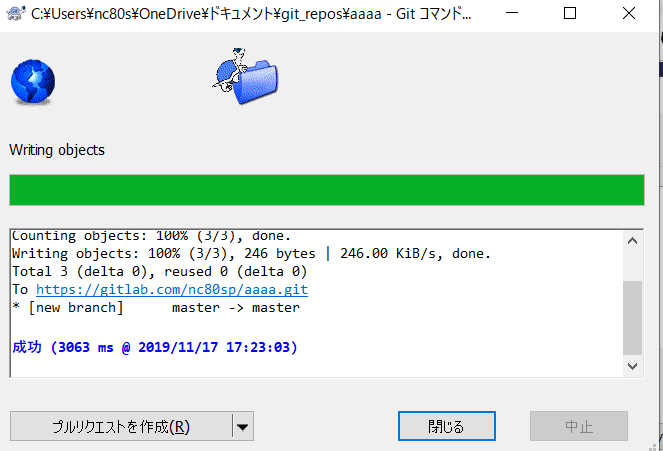 C:¥Users¥nc80s¥OneDrive¥ドキュメント¥git_repos¥aaaa - Git コマンド...
Writing objects
Counting objects: 100% (3/3), done.
Writing objects: 100% (3/3), 246 bytes | 246.00 KiB/s, done.
Total 3 (delta 0), reused 0 (delta 0)
To https://gitlab.com/nc80sp/aaaa.git
* [new branch]      master -> master
成功 (3063 ms @ 2019/11/17 17:23:03)
プルリクエストを作成(R)
閉じる
中止